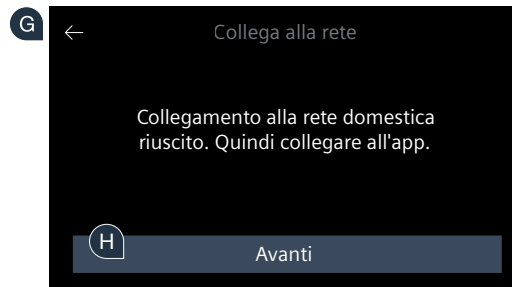 G
← Collega alla rete
Collegamento alla rete domestica
riuscito. Quindi collegare all'app.
H
Avanti